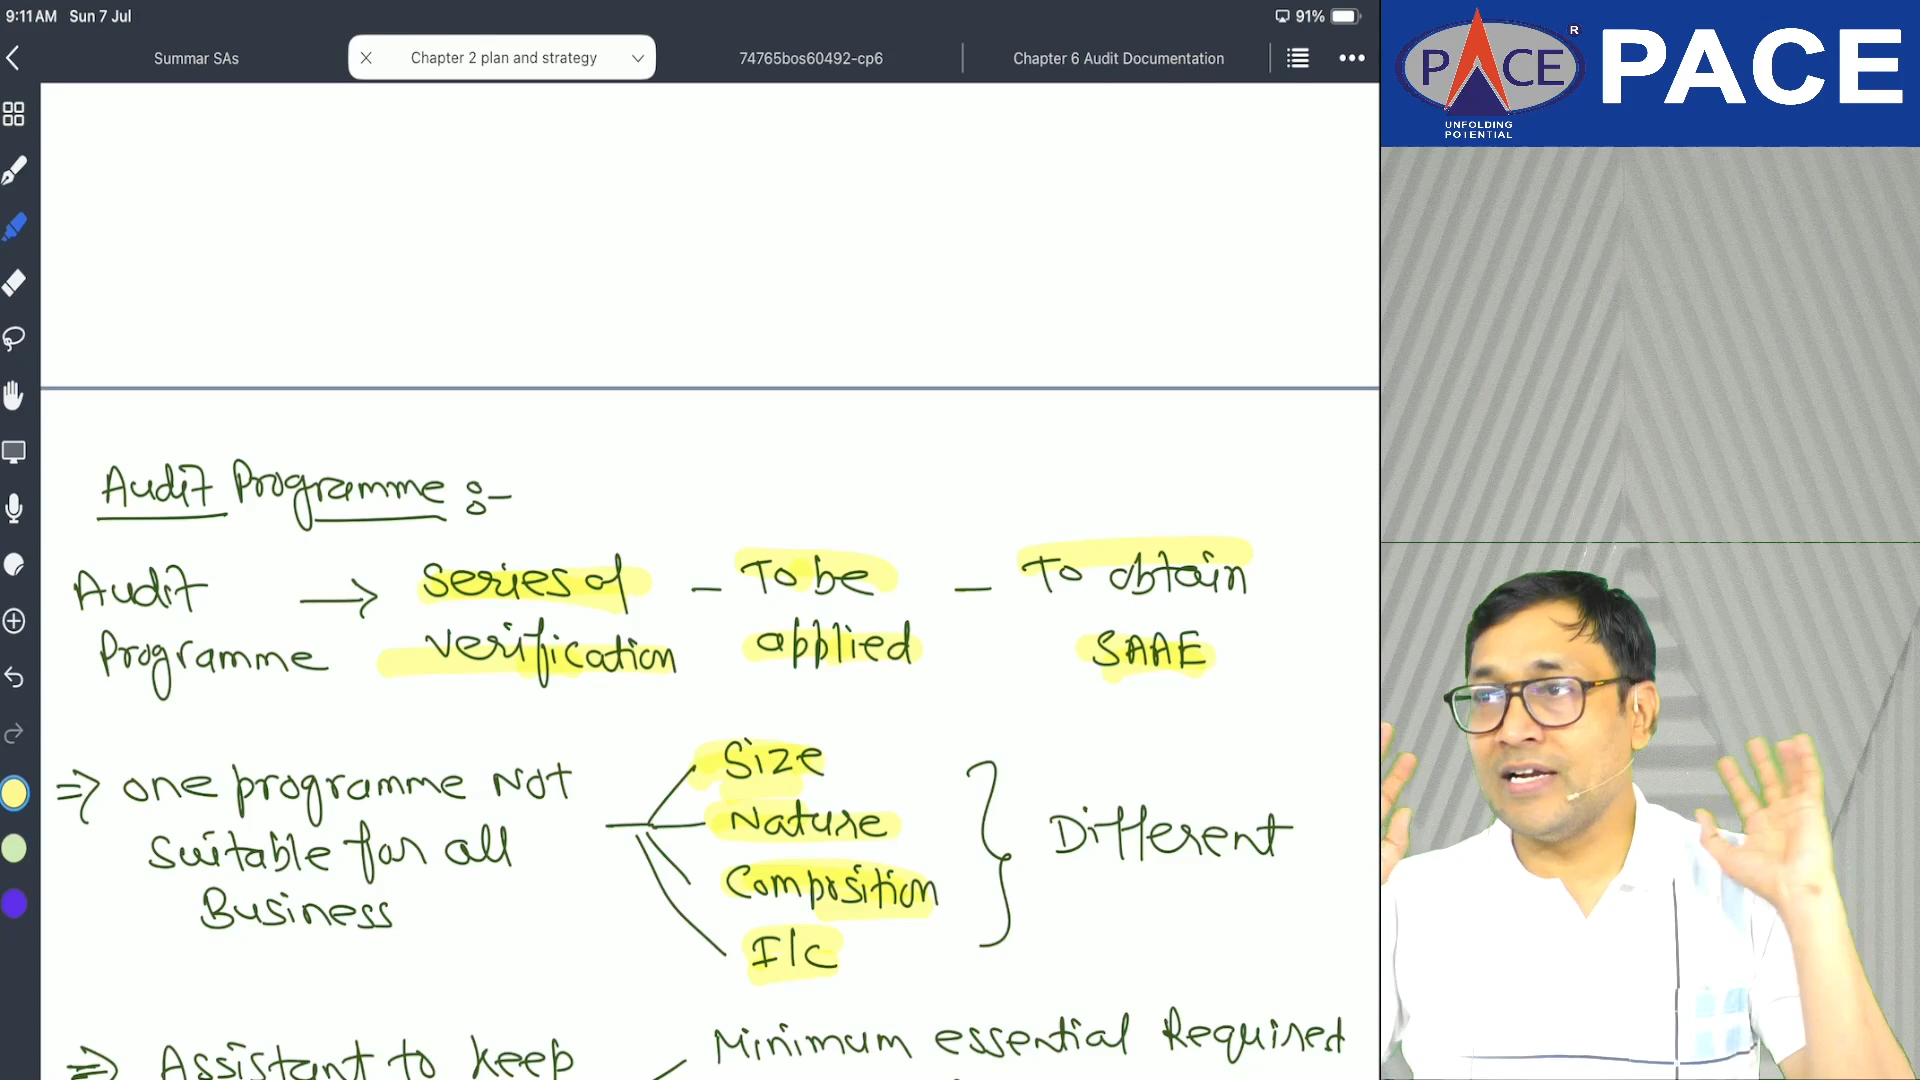 9:11 AM Sun 7 Jul
91%
Summar SAs
Chapter 2 plan and strategy
74765bos60492-cp6
Chapter 6 Audit Documentation
PACE
UNFOLDING
POTENTIAL
®
PACE
Audit Programme :-
Audit Programme → series of verification - To be applied - To obtain SAAE
⇒ one programme Not suitable for all Business
Size
Nature
Composition
I/C
Different
⇒ Assistant to keep
Minimum essential Required